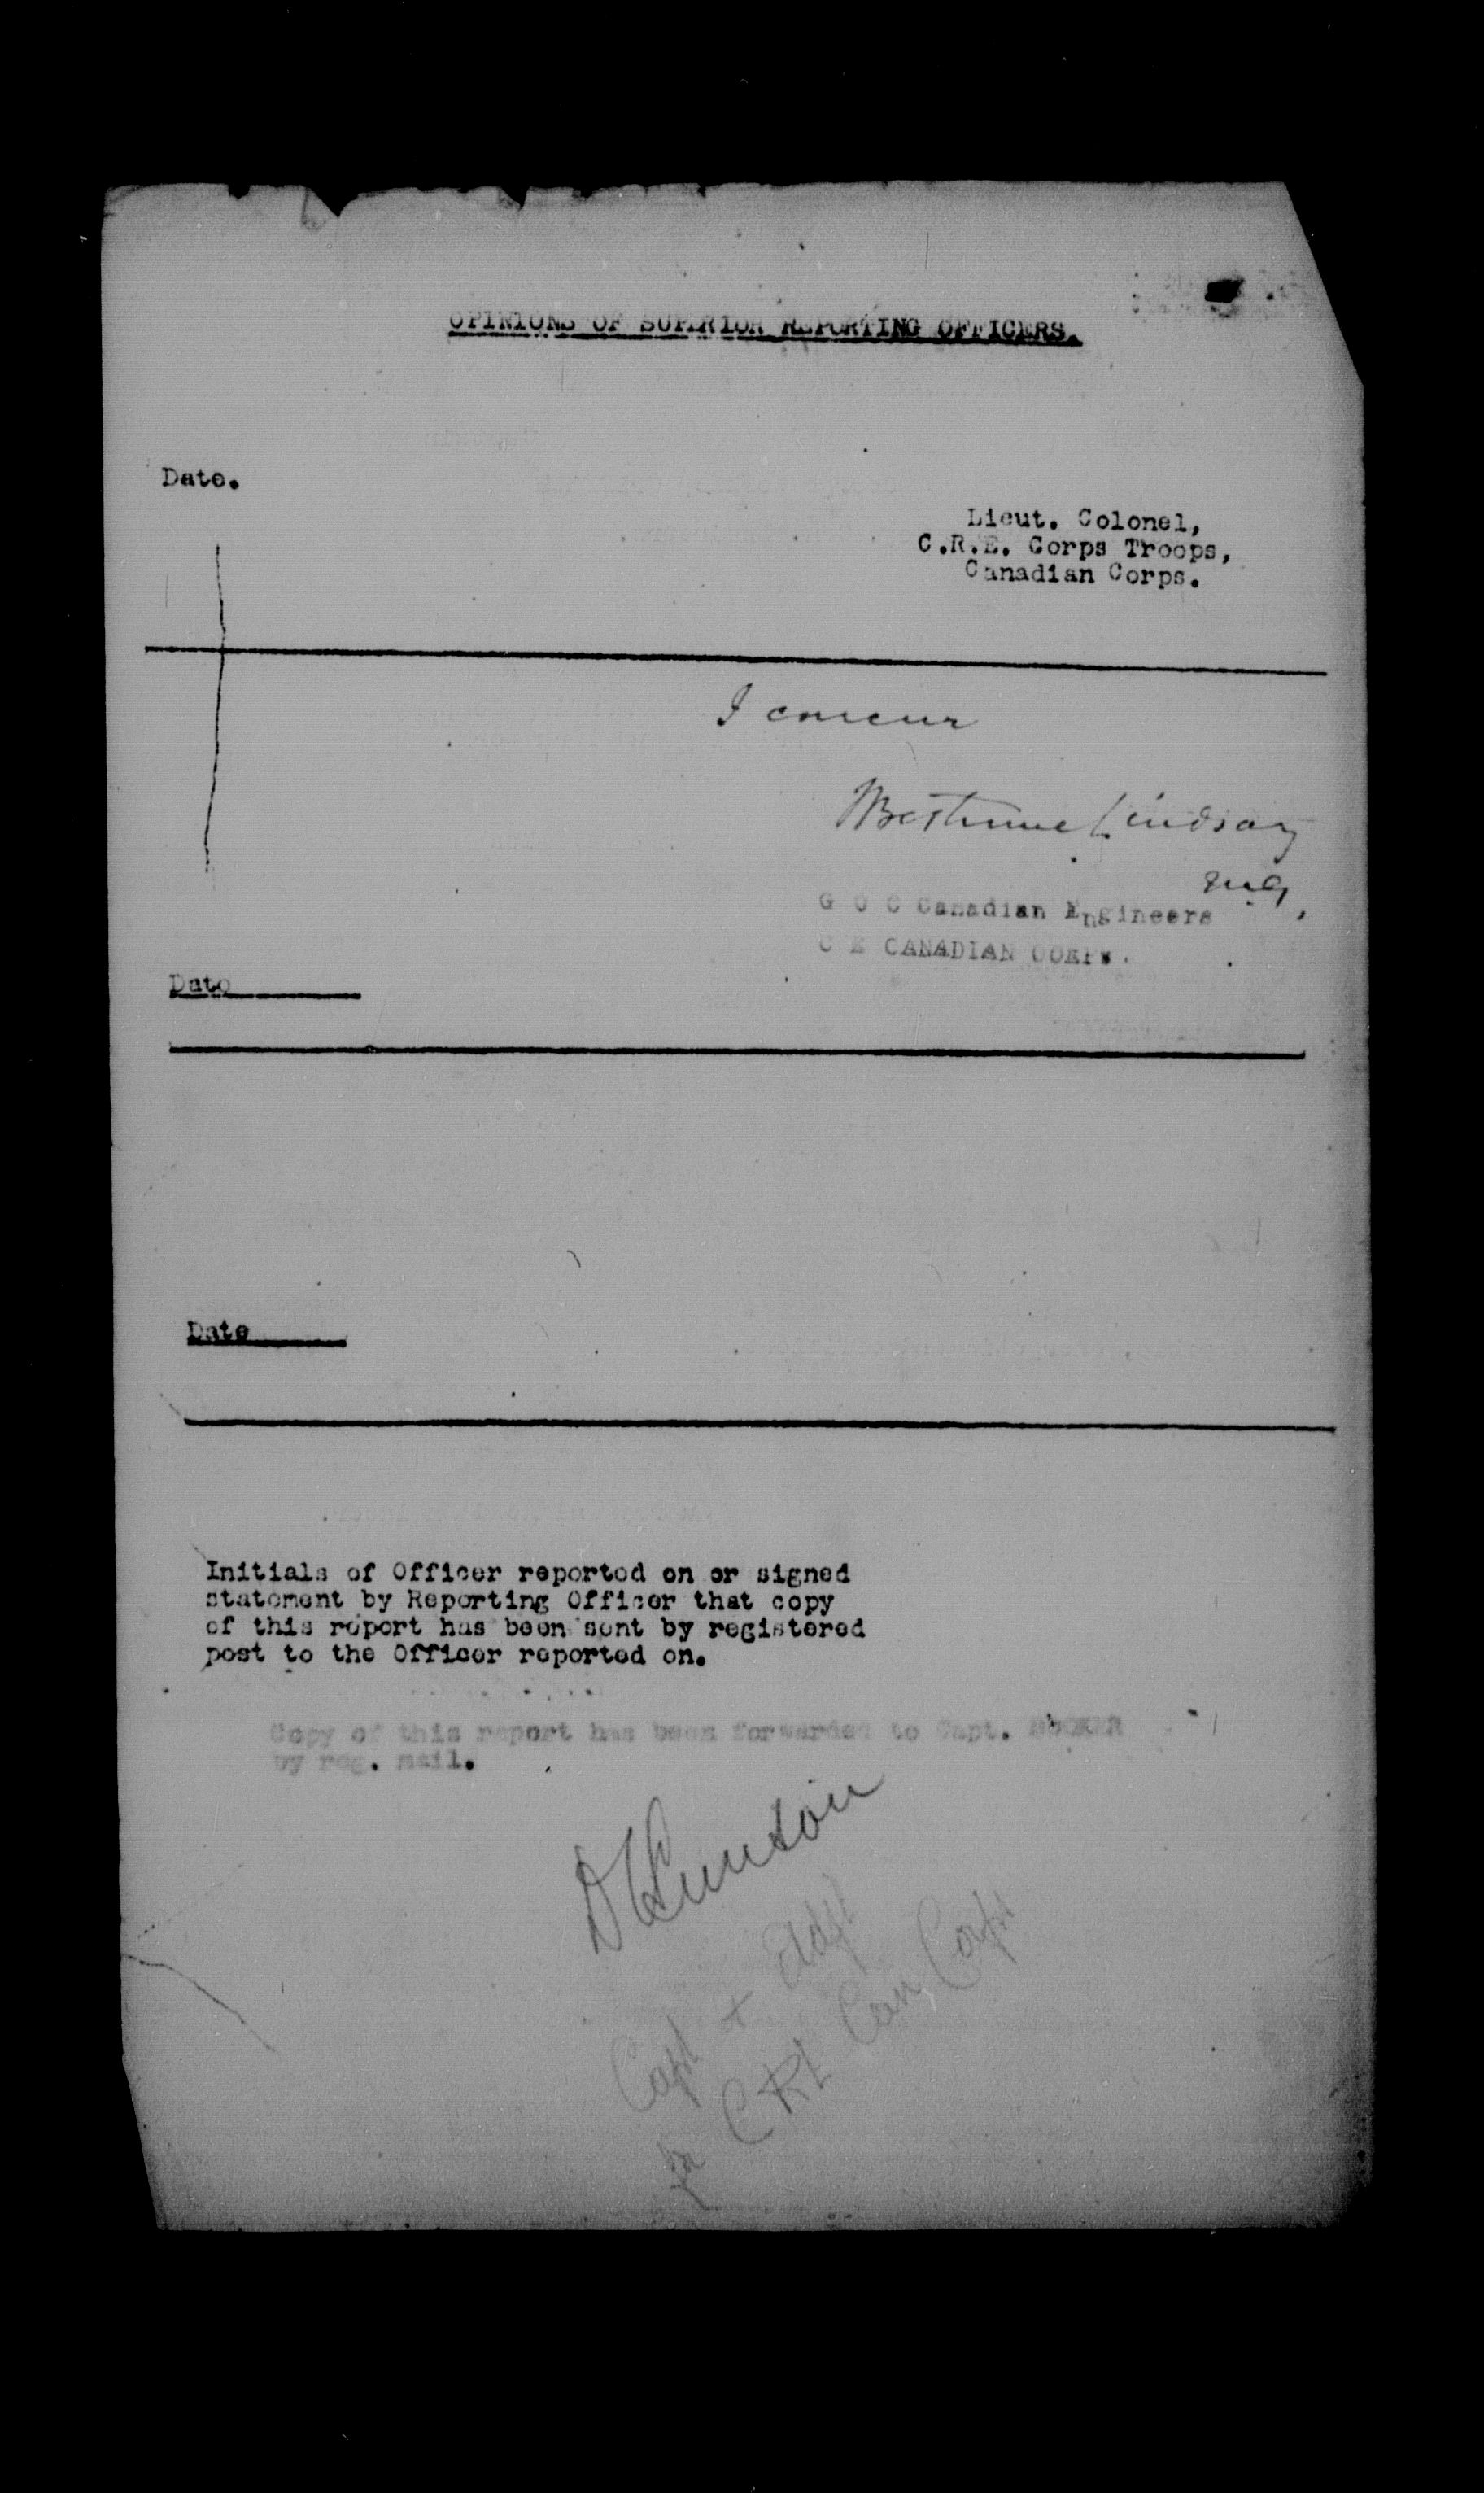 OPINIONS OF SUPERIOR REPORTING OFFICERS.
Date.
Lieut. Colonel,
C.R.E. Corps Troops,
Canadian Corps.
I concur
WBethune Lindsay
M.G,
G O C Canadian Engineers
C E CANADIAN CORPS.
Date
Date
Initials of Officer reported on or signed
statement by Reporting Officer that copy
of this report has been sent by registered
post to the Officer reported on.
Copy of this report has been forwarded to Capt.
by reg. mail.
Capt + Adjt
for CRE Can Corps